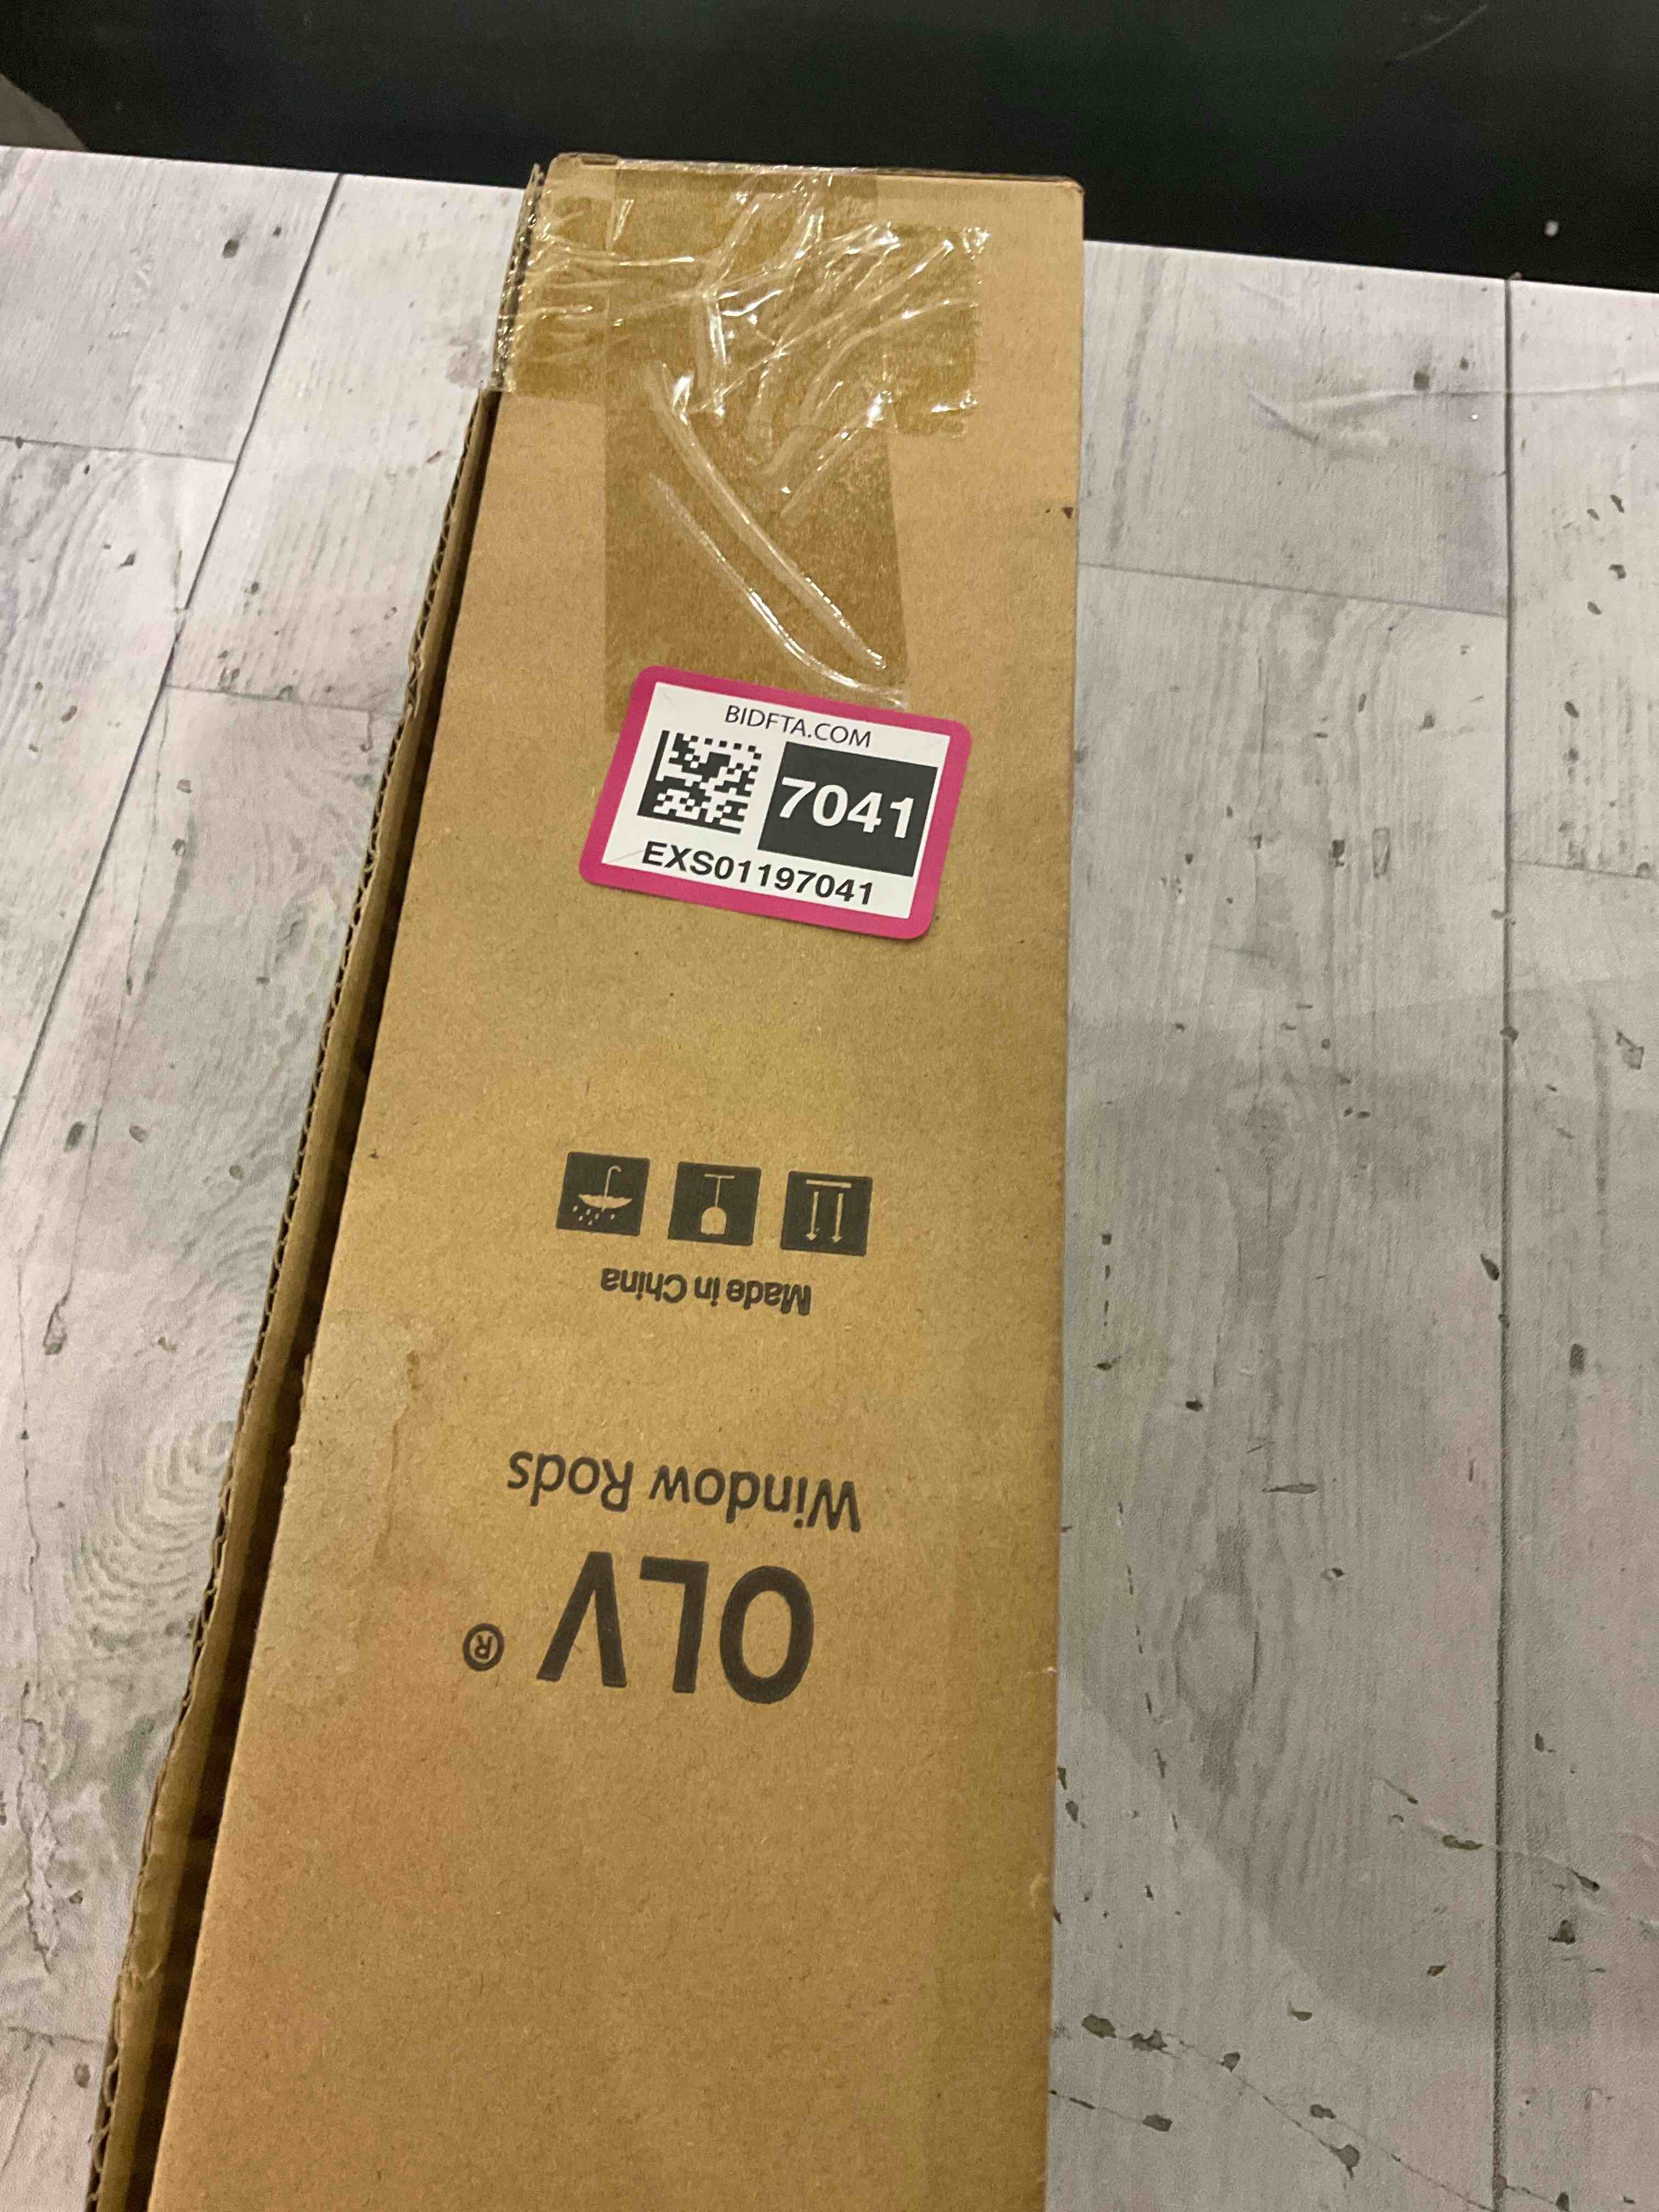 BIDFTA.COM
7041
EXS01197041
OLV®
Window Rods
Made in China